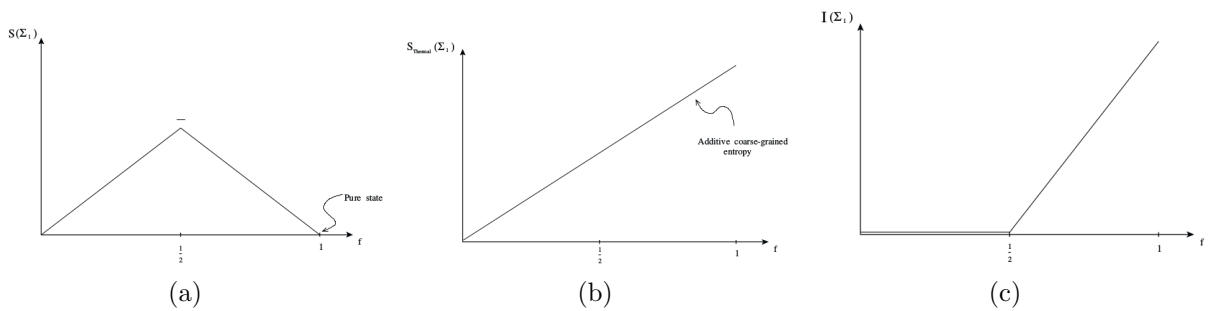 S(Σ₁)
Pure state
1/2
1
f
(a)
S_Thermal (Σ₁)
Additive coarse-grained
entropy
1/2
1
f
(b)
I(Σ₁)
1/2
1
f
(c)